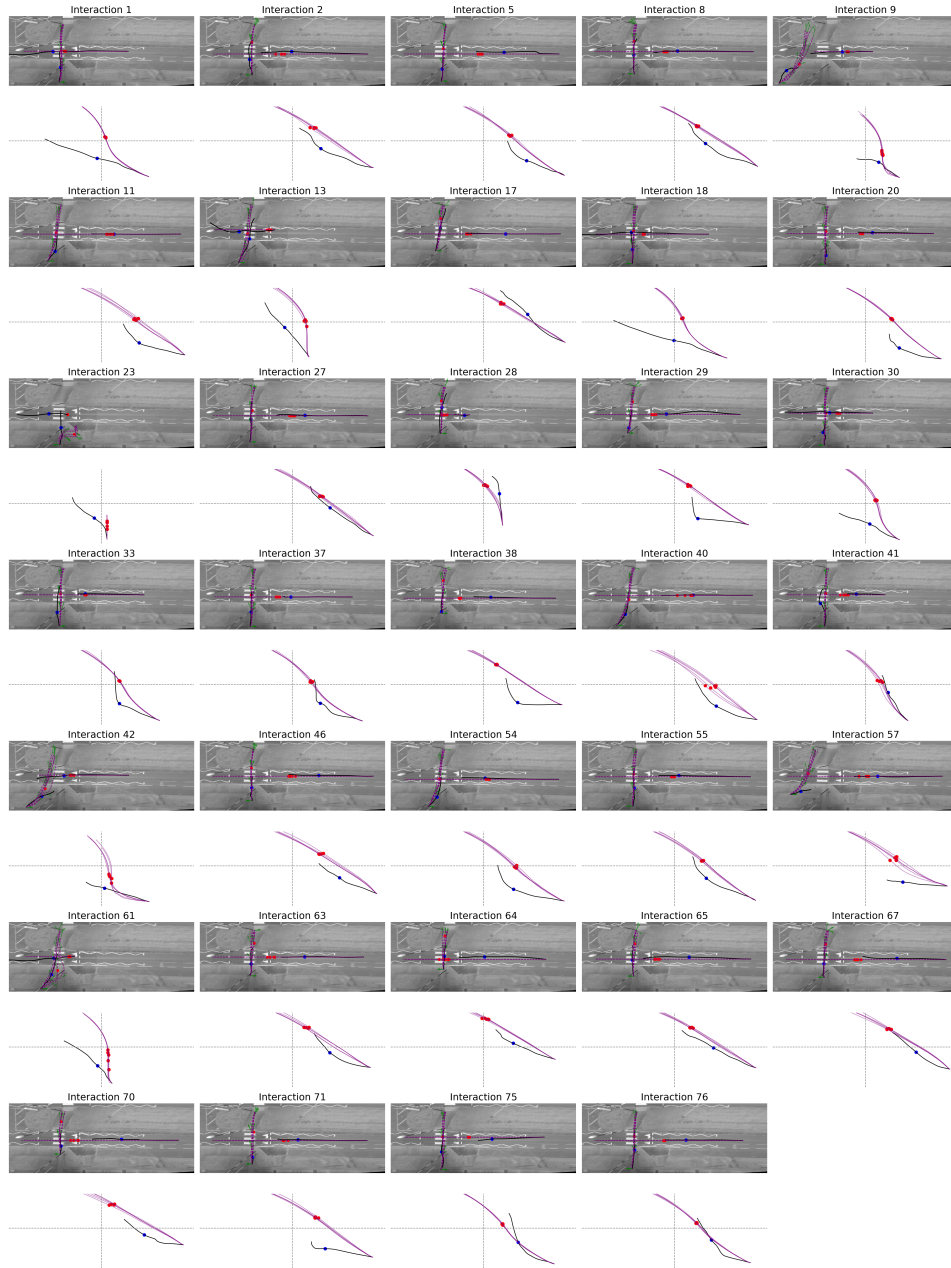 Interaction 1 Interaction 2 Interaction 5 Interaction 8 Interaction 9
Interaction 11 Interaction 13 Interaction 17 Interaction 18 Interaction 20
Interaction 23 Interaction 27 Interaction 28 Interaction 29 Interaction 30
Interaction 33 Interaction 37 Interaction 38 Interaction 40 Interaction 41
Interaction 42 Interaction 46 Interaction 54 Interaction 55 Interaction 57
Interaction 61 Interaction 63 Interaction 64 Interaction 65 Interaction 67
Interaction 70 Interaction 71 Interaction 75 Interaction 76